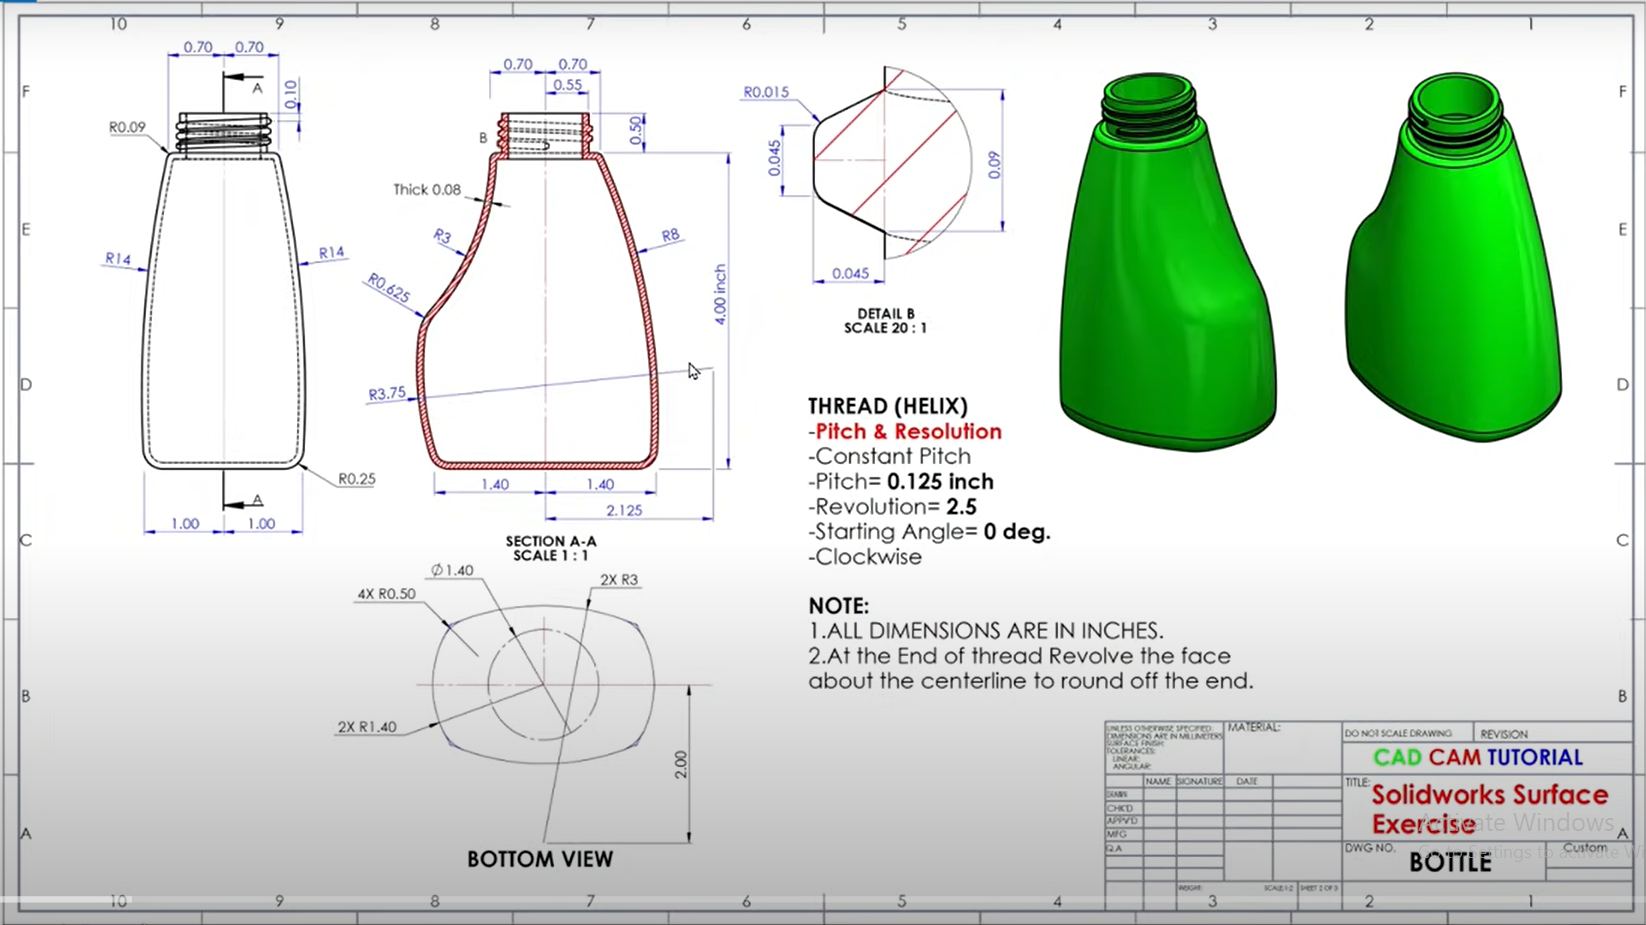 10 9 8 7 6 5 4 3 2 1
F
E
D
C
B
A
0.70 0.70
A
0.10
R0.09
R14
R14
R0.25
A
1.00 1.00
0.70 0.70
0.55
B
0.50
Thick 0.08
R3
R8
R0.625
4.00 inch
R3.75
1.40 1.40
2.125
SECTION A-A
SCALE 1 : 1
R0.015
0.045
0.09
0.045
DETAIL B
SCALE 20 : 1
THREAD (HELIX)
-Pitch & Resolution
-Constant Pitch
-Pitch= 0.125 inch
-Revolution= 2.5
-Starting Angle= 0 deg.
-Clockwise
NOTE:
1.ALL DIMENSIONS ARE IN INCHES.
2.At the End of thread Revolve the face
about the centerline to round off the end.
Ø1.40
2X R3
4X R0.50
2X R1.40
2.00
BOTTOM VIEW
UNLESS OTHERWISE SPECIFIED:
DIMENSIONS ARE IN MILLIMETERS
SURFACE FINISH:
TOLERANCES:
LINEAR:
ANGULAR:
MATERIAL:
DO NOT SCALE DRAWING
REVISION
CAD CAM TUTORIAL
NAME SIGNATURE DATE
DRAWN
CHK'D
APPV'D
MFG
Q.A
TITLE:
Solidworks Surface
Exercise
Activate Windows
DWG NO.
BOTTLE
Custom
Go to Settings to activate Wi
WEIGHT:
SCALE:1:2
SHEET 2 OF 3
F
E
D
C
B
A
10 9 8 7 6 5 4 3 2 1